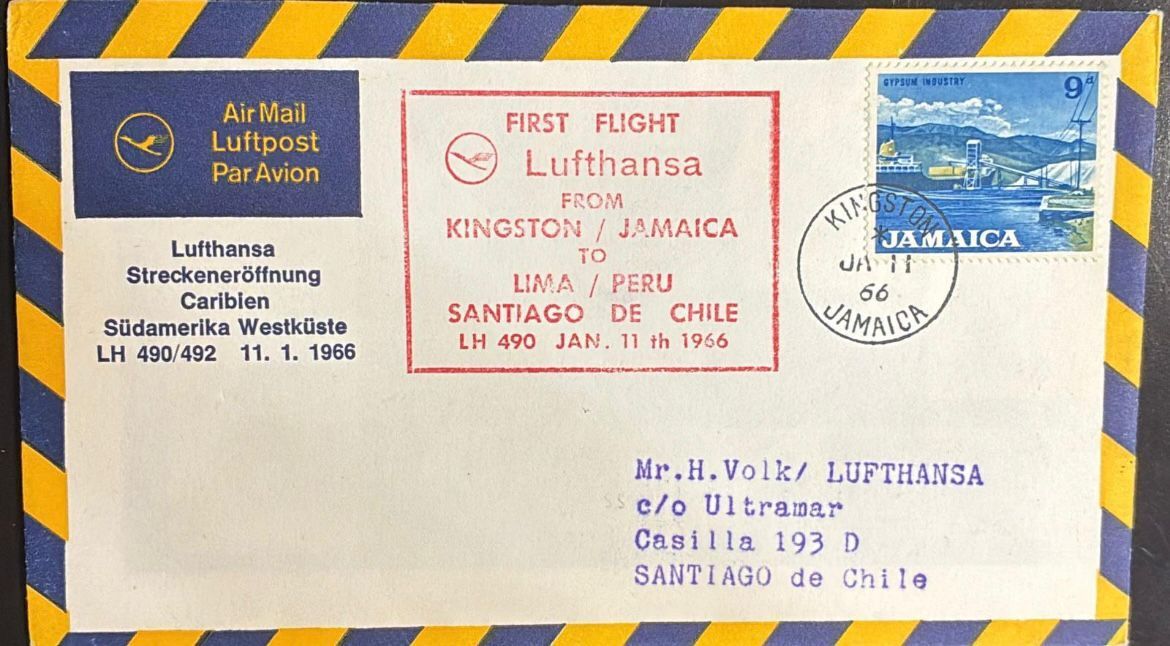 Air Mail
Luftpost
Par Avion
Lufthansa
Streckeneröffnung
Caribien
Südamerika Westküste
LH 490/492 11. 1. 1966
FIRST FLIGHT
Lufthansa
FROM
KINGSTON / JAMAICA
TO
LIMA / PERU
SANTIAGO DE CHILE
LH 490 JAN. 11 th 1966
GYPSUM INDUSTRY
9d
JAMAICA
KINGSTON
*
JA 11
66
JAMAICA
Mr.H.Volk/ LUFTHANSA
c/o Ultramar
Casilla 193 D
SANTIAGO de Chile